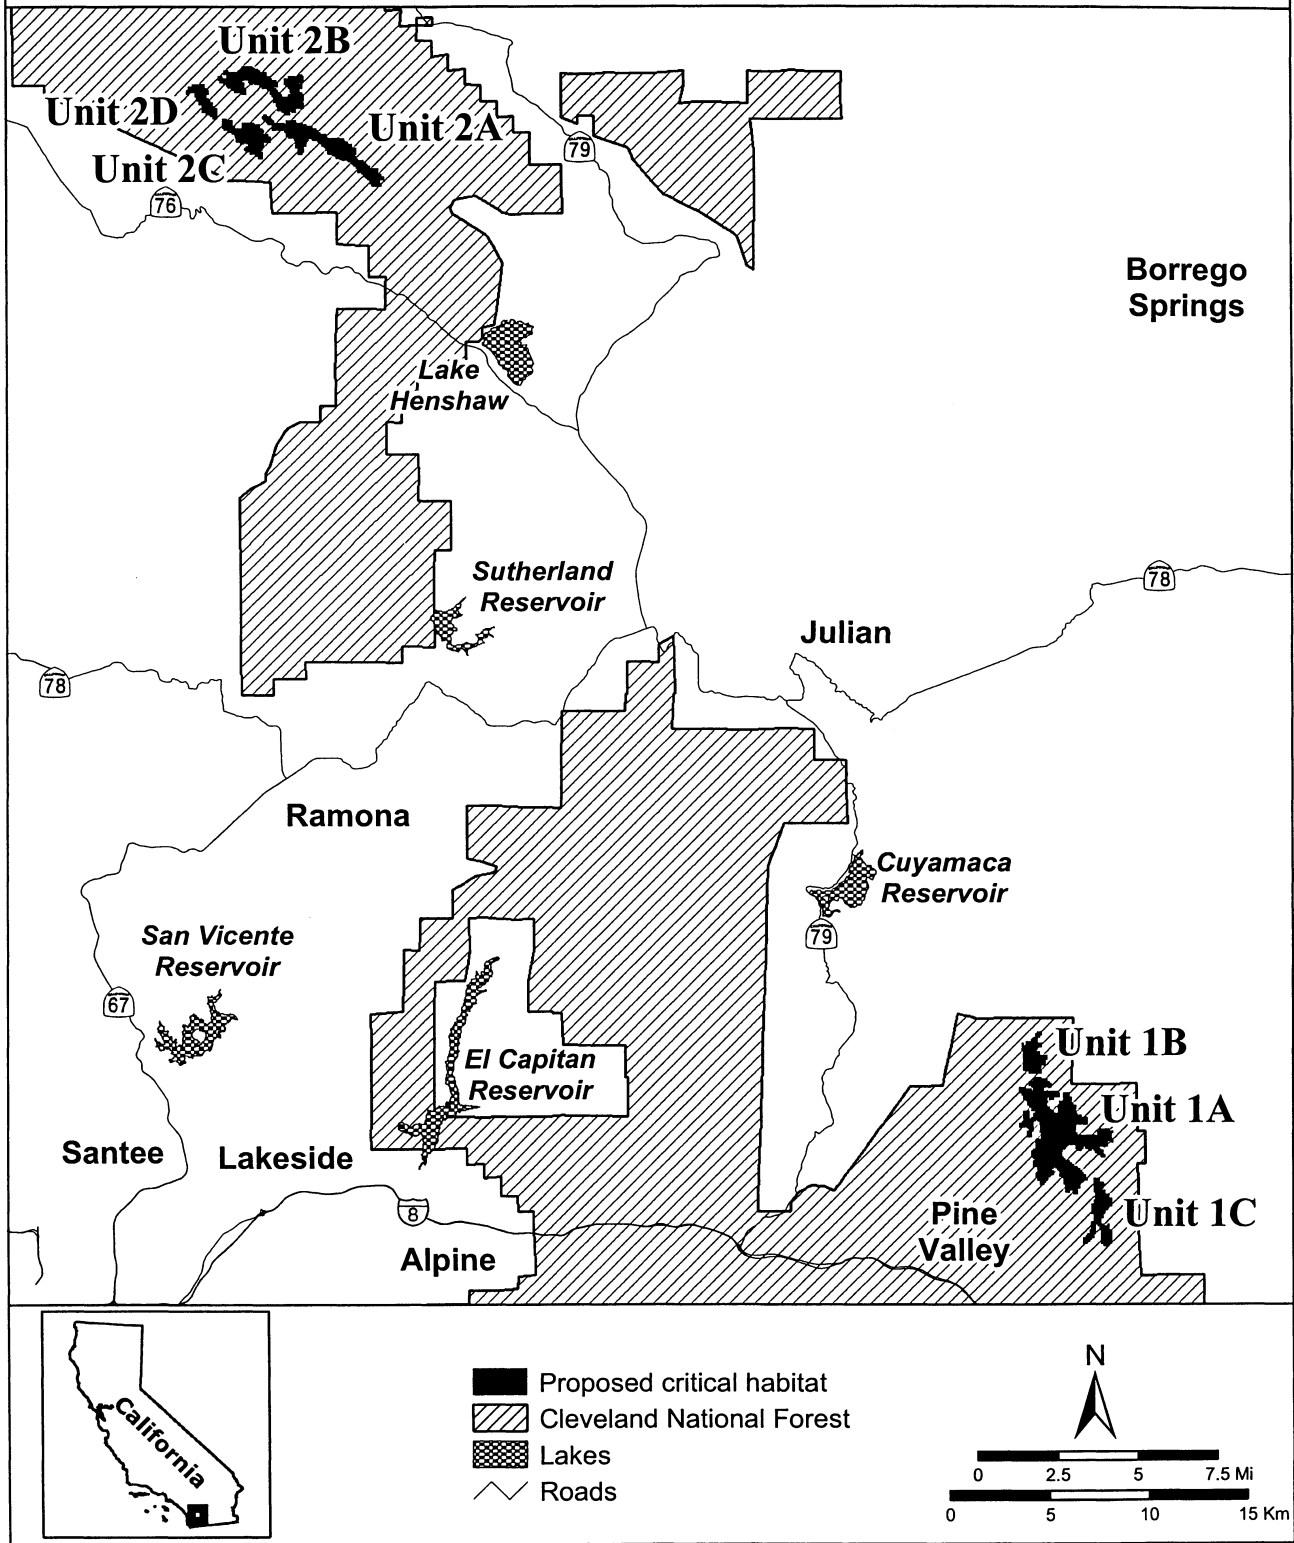 Unit 2B
Unit 2D
Unit 2A
Unit 2C
79
76
Borrego
Springs
Lake
Henshaw
Sutherland
Reservoir
78
Julian
78
Ramona
Cuyamaca
Reservoir
79
San Vicente
Reservoir
67
El Capitan
Reservoir
Unit 1B
Unit 1A
Santee
Lakeside
8
Pine
Valley
Unit 1C
Alpine
California
Proposed critical habitat
Cleveland National Forest
Lakes
Roads
N
0 2.5 5 7.5 Mi
0 5 10 15 Km